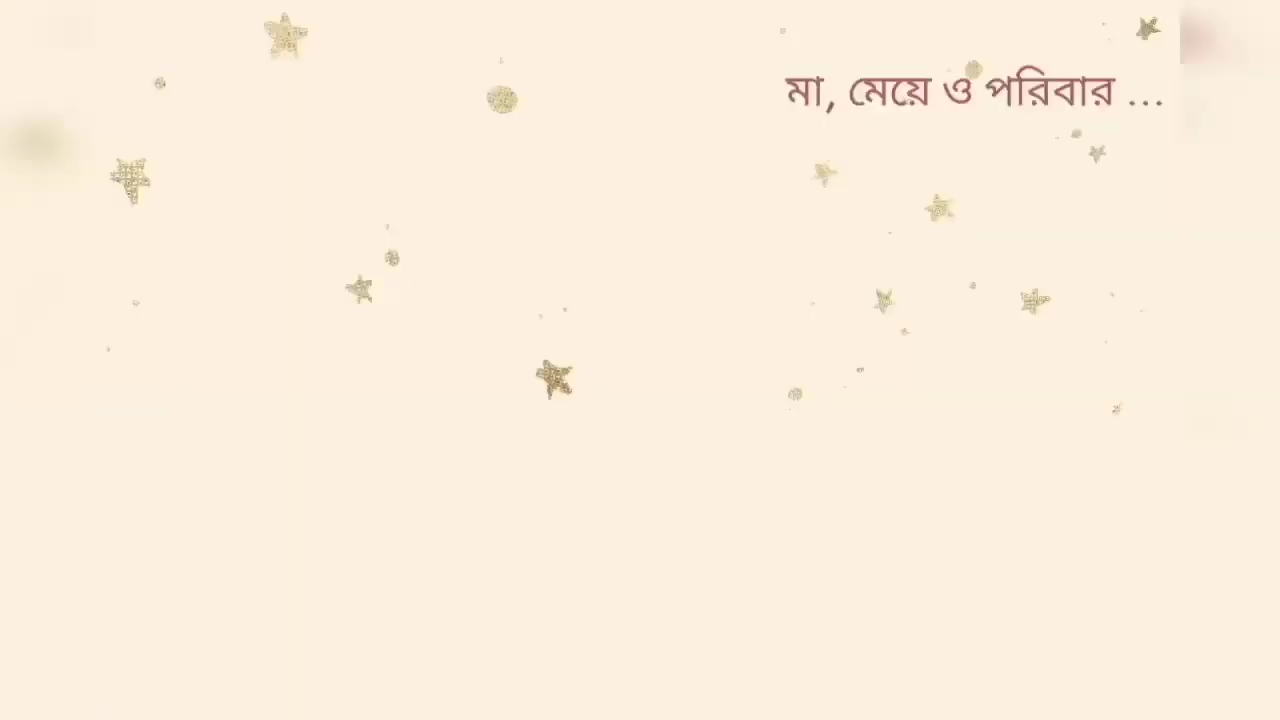 মা, মেয়ে ও পরিবার ...